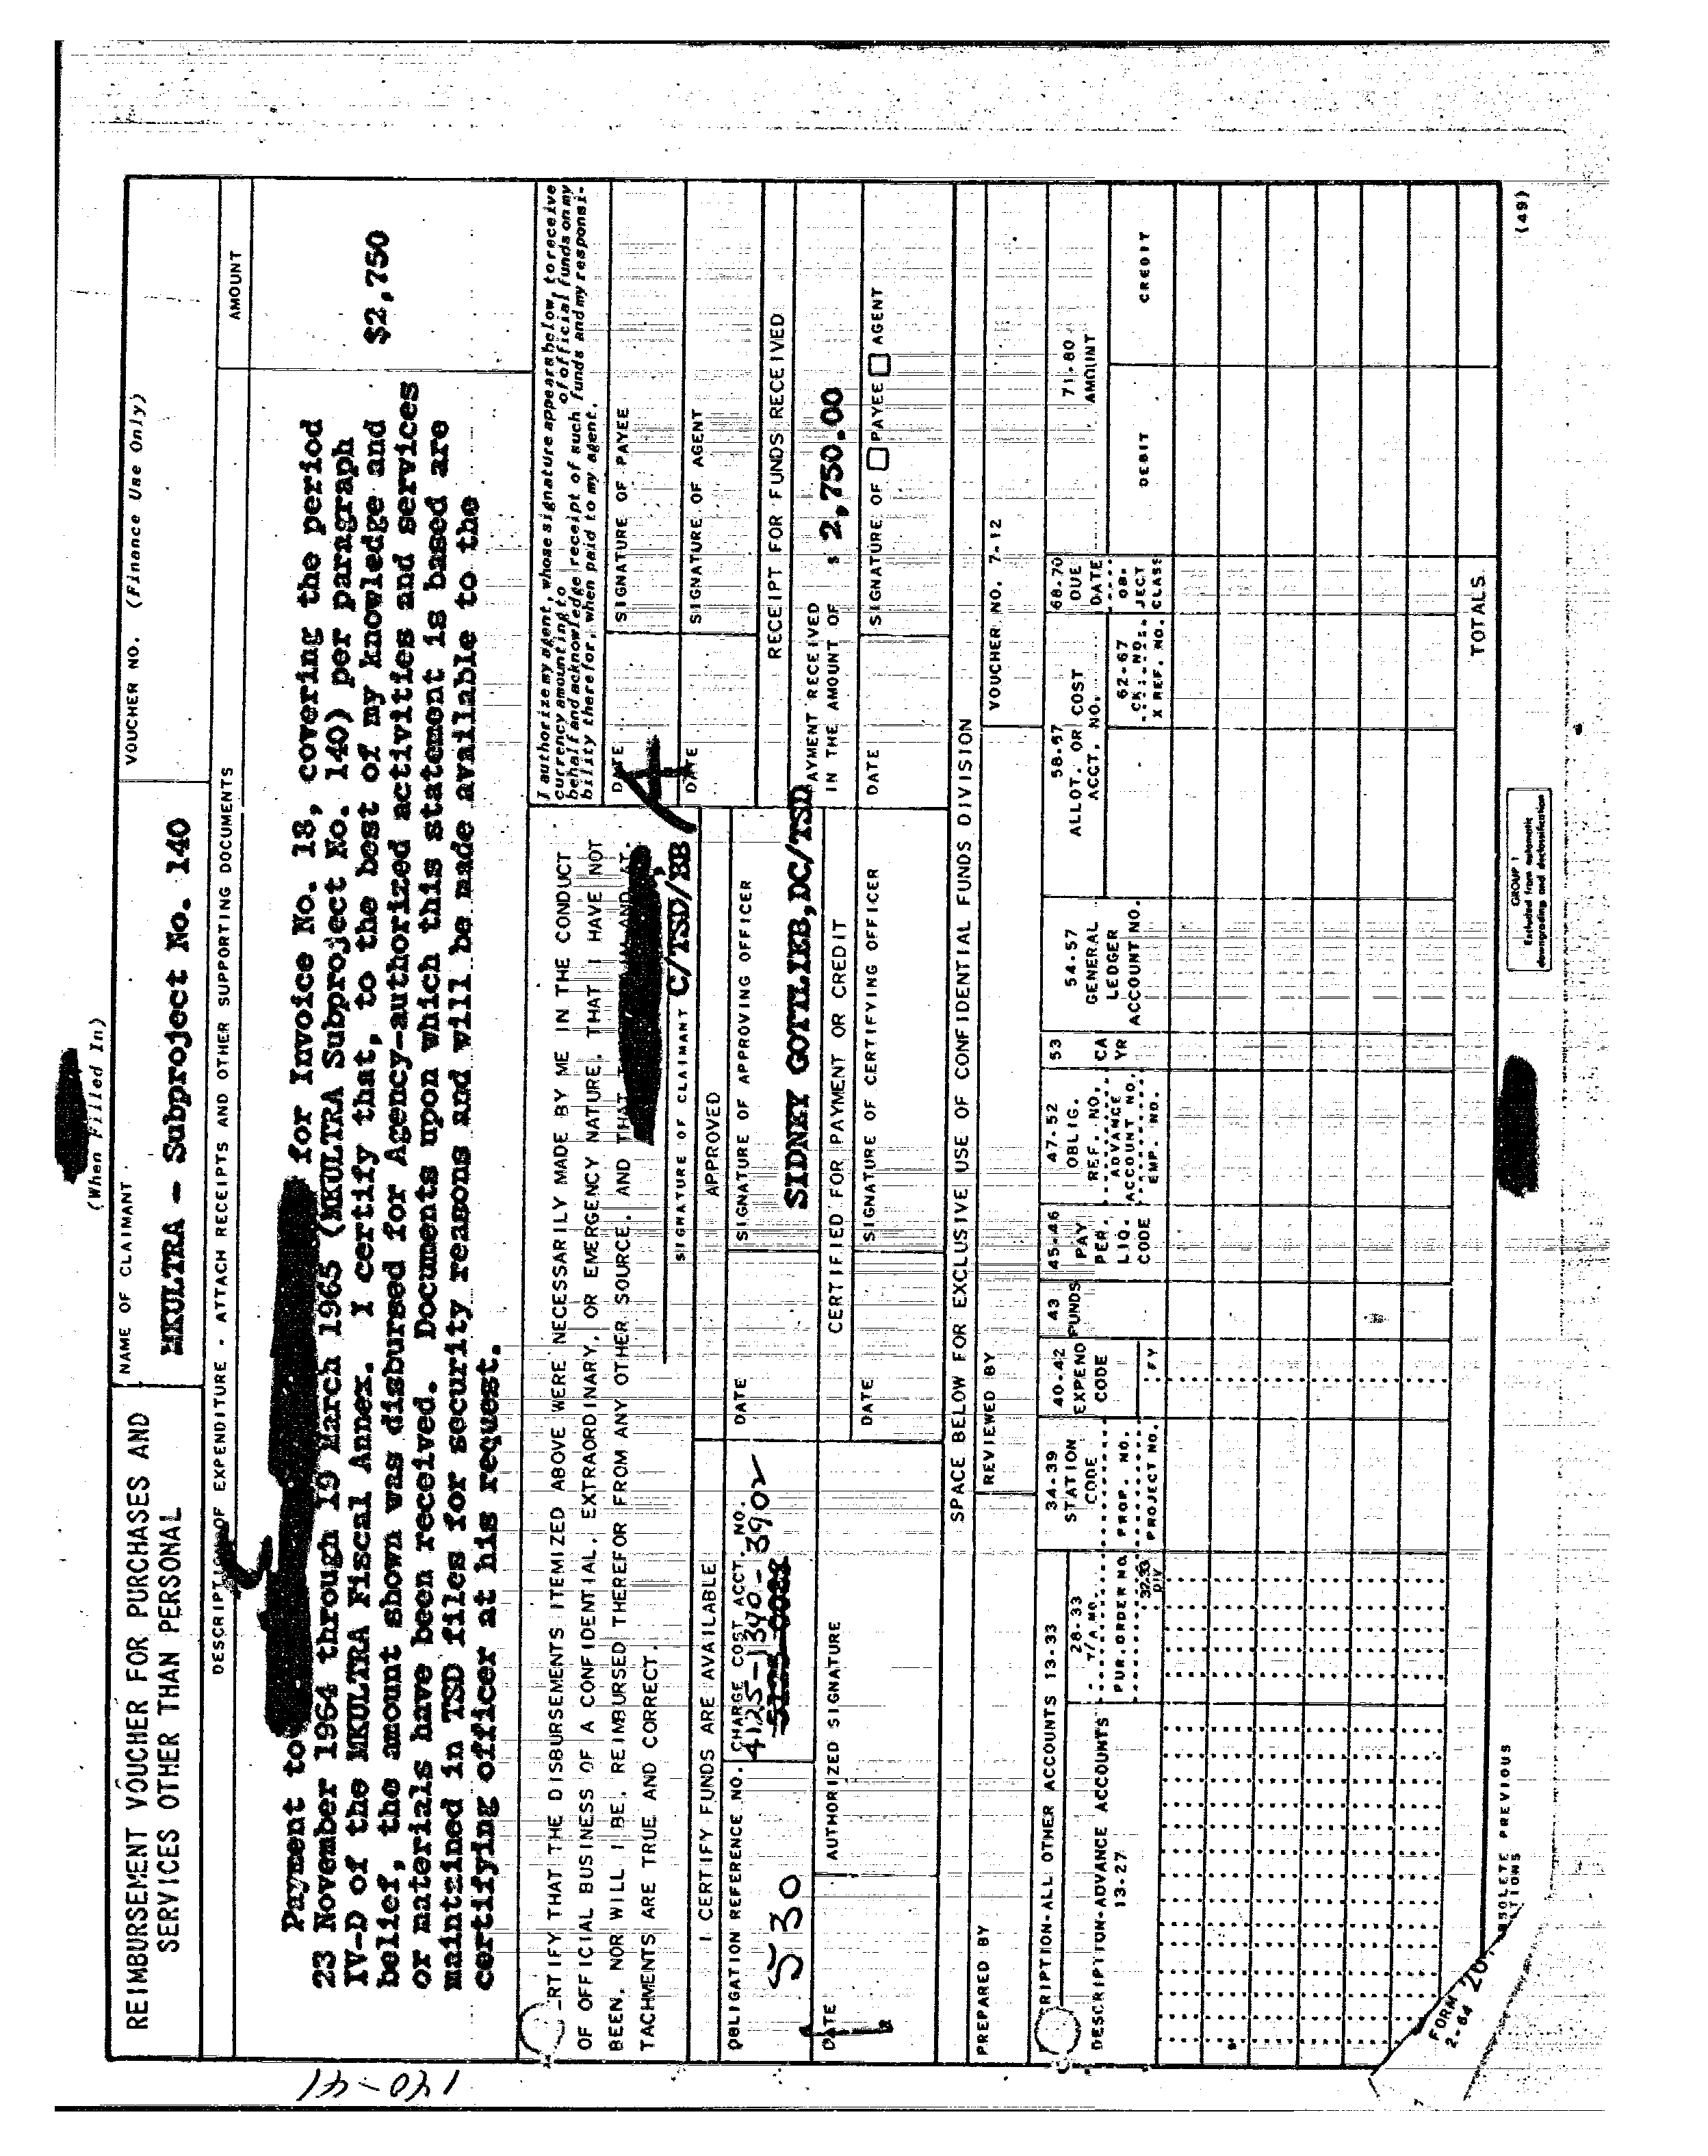 (When Filled In)
REIMBURSEMENT VOUCHER FOR PURCHASES AND
SERVICES OTHER THAN PERSONAL
NAME OF CLAIMANT
MKULTRA - Subproject No. 140
VOUCHER NO. (Finance Use Only)
DESCRIPTION OF EXPENDITURE - ATTACH RECEIPTS AND OTHER SUPPORTING DOCUMENTS
AMOUNT
Payment to for Invoice No. 18, covering the period
23 November 1964 through 19 March 1965 (MKULTRA Subproject No. 140) per paragraph
IV-D of the MKULTRA Fiscal Annex. I certify that, to the best of my knowledge and
belief, the amount shown was disbursed for Agency-authorized activities and services
or materials have been received. Documents upon which this statement is based are
maintained in TSD files for security reasons and will be made available to the
certifying officer at his request.
$2,750
140-41
RTIFY THAT THE DISBURSEMENTS ITEMIZED ABOVE WERE NECESSARILY MADE BY ME IN THE CONDUCT
OF OFFICIAL BUSINESS OF A CONFIDENTIAL, EXTRAORDINARY, OR EMERGENCY NATURE, THAT I HAVE NOT
BEEN, NOR WILL I BE, REIMBURSED THEREFOR FROM ANY OTHER SOURCE, AND THAT AND AT-
TACHMENTS ARE TRUE AND CORRECT.
C/TSD/BB
SIGNATURE OF CLAIMANT
I authorize my agent, whose signature appears below, to receive
currency amounting to of official funds on my
behalf and acknowledge receipt of such funds and my responsi-
bility therefor, when paid to my agent.
DATE SIGNATURE OF PAYEE
DATE SIGNATURE OF AGENT
I CERTIFY FUNDS ARE AVAILABLE
APPROVED
RECEIPT FOR FUNDS RECEIVED
OBLIGATION REFERENCE NO.
530
CHARGE COST ACCT. NO.
4125-1390-3902
DATE
SIGNATURE OF APPROVING OFFICER
SIDNEY GOTTLIEB, DC/TSD
PAYMENT RECEIVED
IN THE AMOUNT OF $ 2,750.00
DATE
AUTHORIZED SIGNATURE
CERTIFIED FOR PAYMENT OR CREDIT
DATE
SIGNATURE OF CERTIFYING OFFICER
DATE
SIGNATURE OF PAYEE AGENT
SPACE BELOW FOR EXCLUSIVE USE OF CONFIDENTIAL FUNDS DIVISION
PREPARED BY
REVIEWED BY
VOUCHER NO. 7-12
RIPTION-ALL OTHER ACCOUNTS 13-33
DESCRIPTION-ADVANCE ACCOUNTS
13-27
28-33
T/A NO.
PUR.ORDER NO.
32-33
DIV
34-39
STATION
CODE
PROP. NO.
PROJECT NO.
40-42
EXPEND
CODE
FY
43
FUNDS
45-46
PAY
PER.
LIQ.
CODE
47-52
OBLIG.
REF. NO.
ADVANCE
ACCOUNT NO.
EMP. NO.
53
CA
YR
54-57
GENERAL
LEDGER
ACCOUNT NO.
58-67
ALLOT. OR COST
ACCT. NO.
62-67
CK. NO.
X REF. NO.
68-70
DUE
DATE
OB-
JECT
CLASS
71-80
AMOUNT
DEBIT
CREDIT
TOTALS
FORM
2-64
OBSOLETE PREVIOUS
GROUP 1
Excluded from automatic
downgrading and declassification
(49)